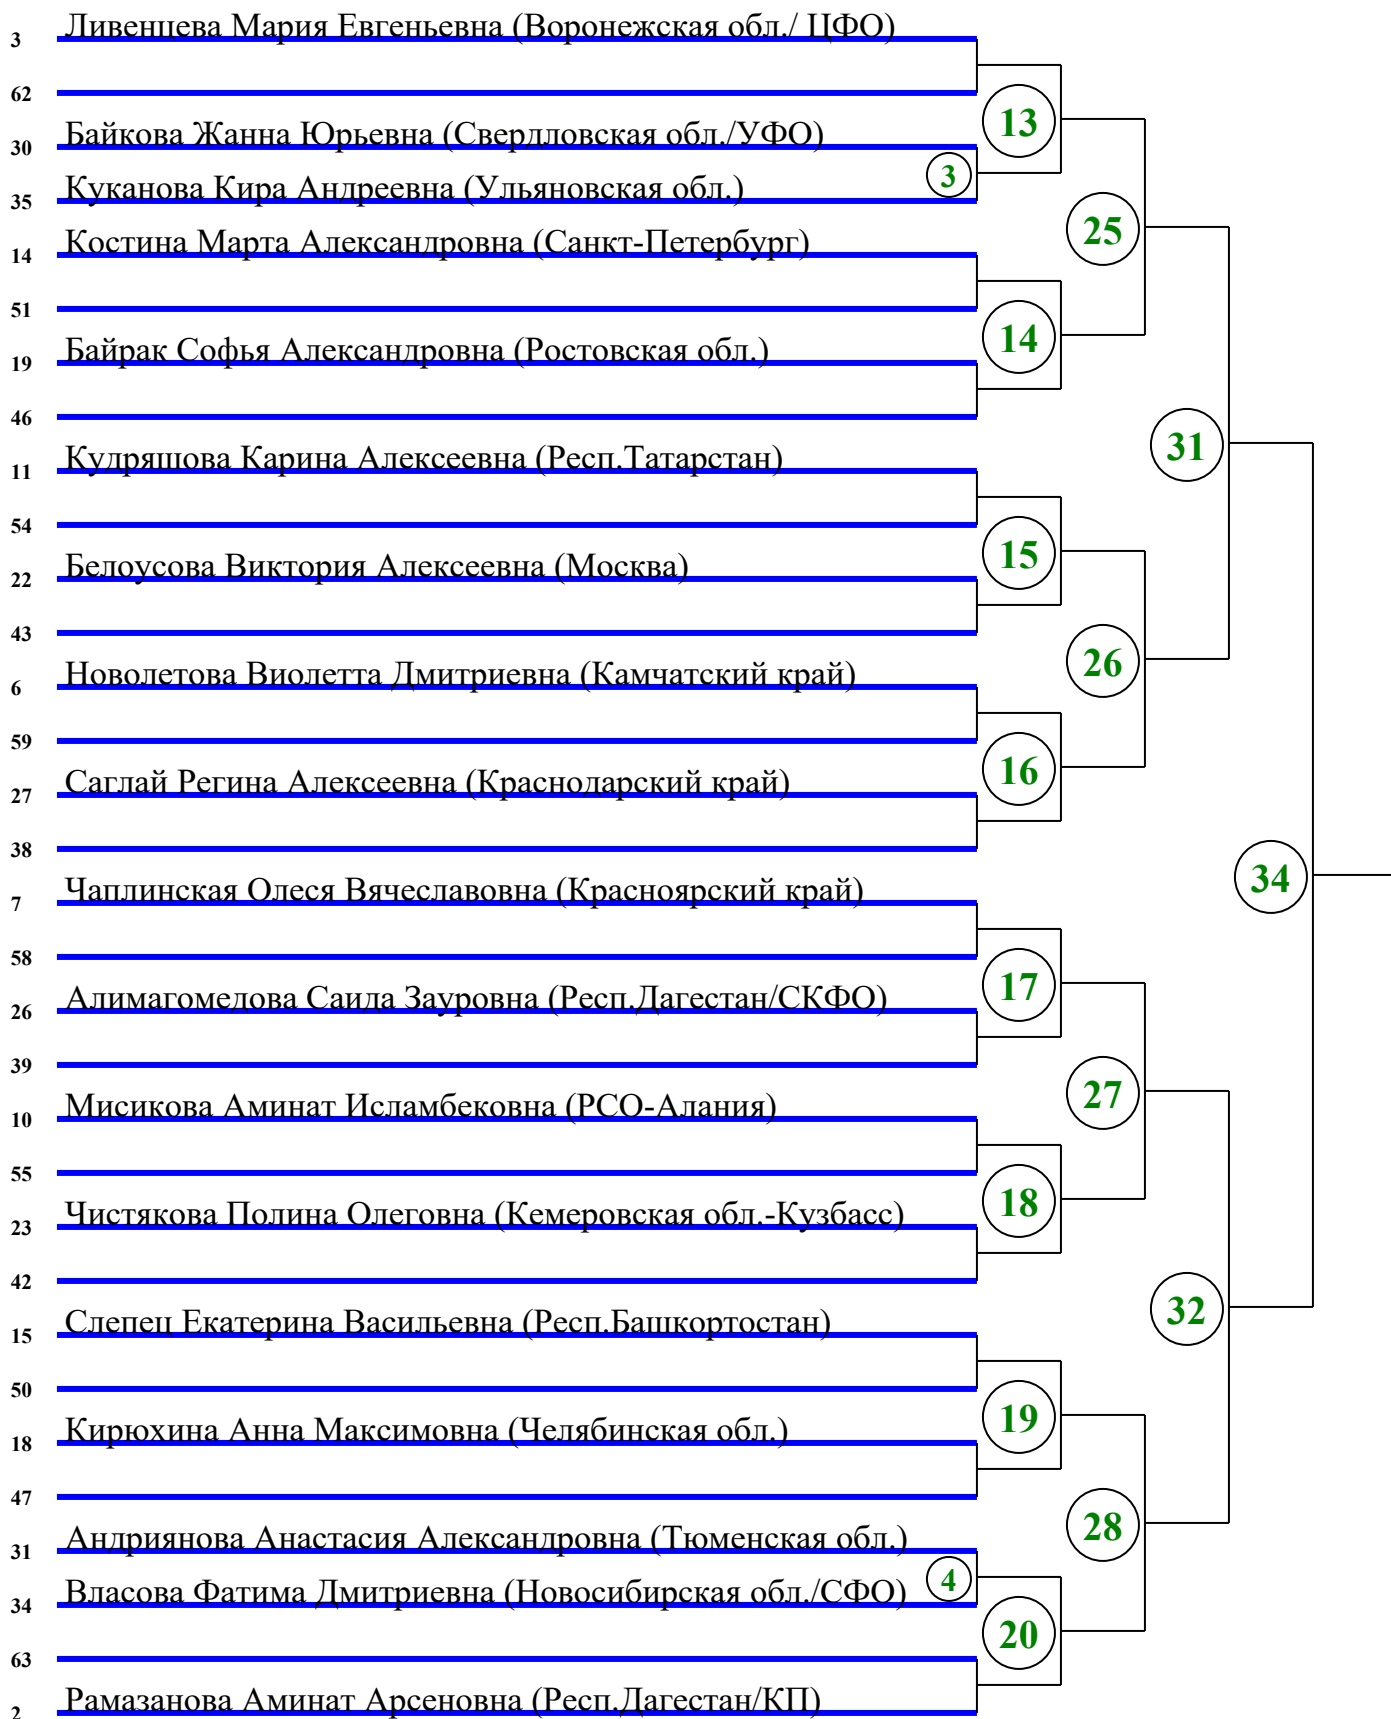 3 Ливенцева Мария Евгеньевна (Воронежская обл./ ЦФО)
62
13
30 Байкова Жанна Юрьевна (Свердловская обл./УФО)
3
35 Куканова Кира Андреевна (Ульяновская обл.)
25
14 Костина Марта Александровна (Санкт-Петербург)
51
14
19 Байрак Софья Александровна (Ростовская обл.)
46
31
11 Кудряшова Карина Алексеевна (Респ.Татарстан)
54
15
22 Белоусова Виктория Алексеевна (Москва)
43
26
6 Новолетова Виолетта Дмитриевна (Камчатский край)
59
16
27 Саглай Регина Алексеевна (Краснодарский край)
38
34
7 Чаплинская Олеся Вячеславовна (Красноярский край)
58
17
26 Алимагомедова Саида Зауровна (Респ.Дагестан/СКФО)
39
27
10 Мисикова Аминат Исламбековна (РСО-Алания)
55
18
23 Чистякова Полина Олеговна (Кемеровская обл.-Кузбасс)
42
32
15 Слепец Екатерина Васильевна (Респ.Башкортостан)
50
19
18 Кирюхина Анна Максимовна (Челябинская обл.)
47
28
31 Андриянова Анастасия Александровна (Тюменская обл.)
4
34 Власова Фатима Дмитриевна (Новосибирская обл./СФО)
20
63
2 Рамазанова Аминат Арсеновна (Респ.Дагестан/КП)